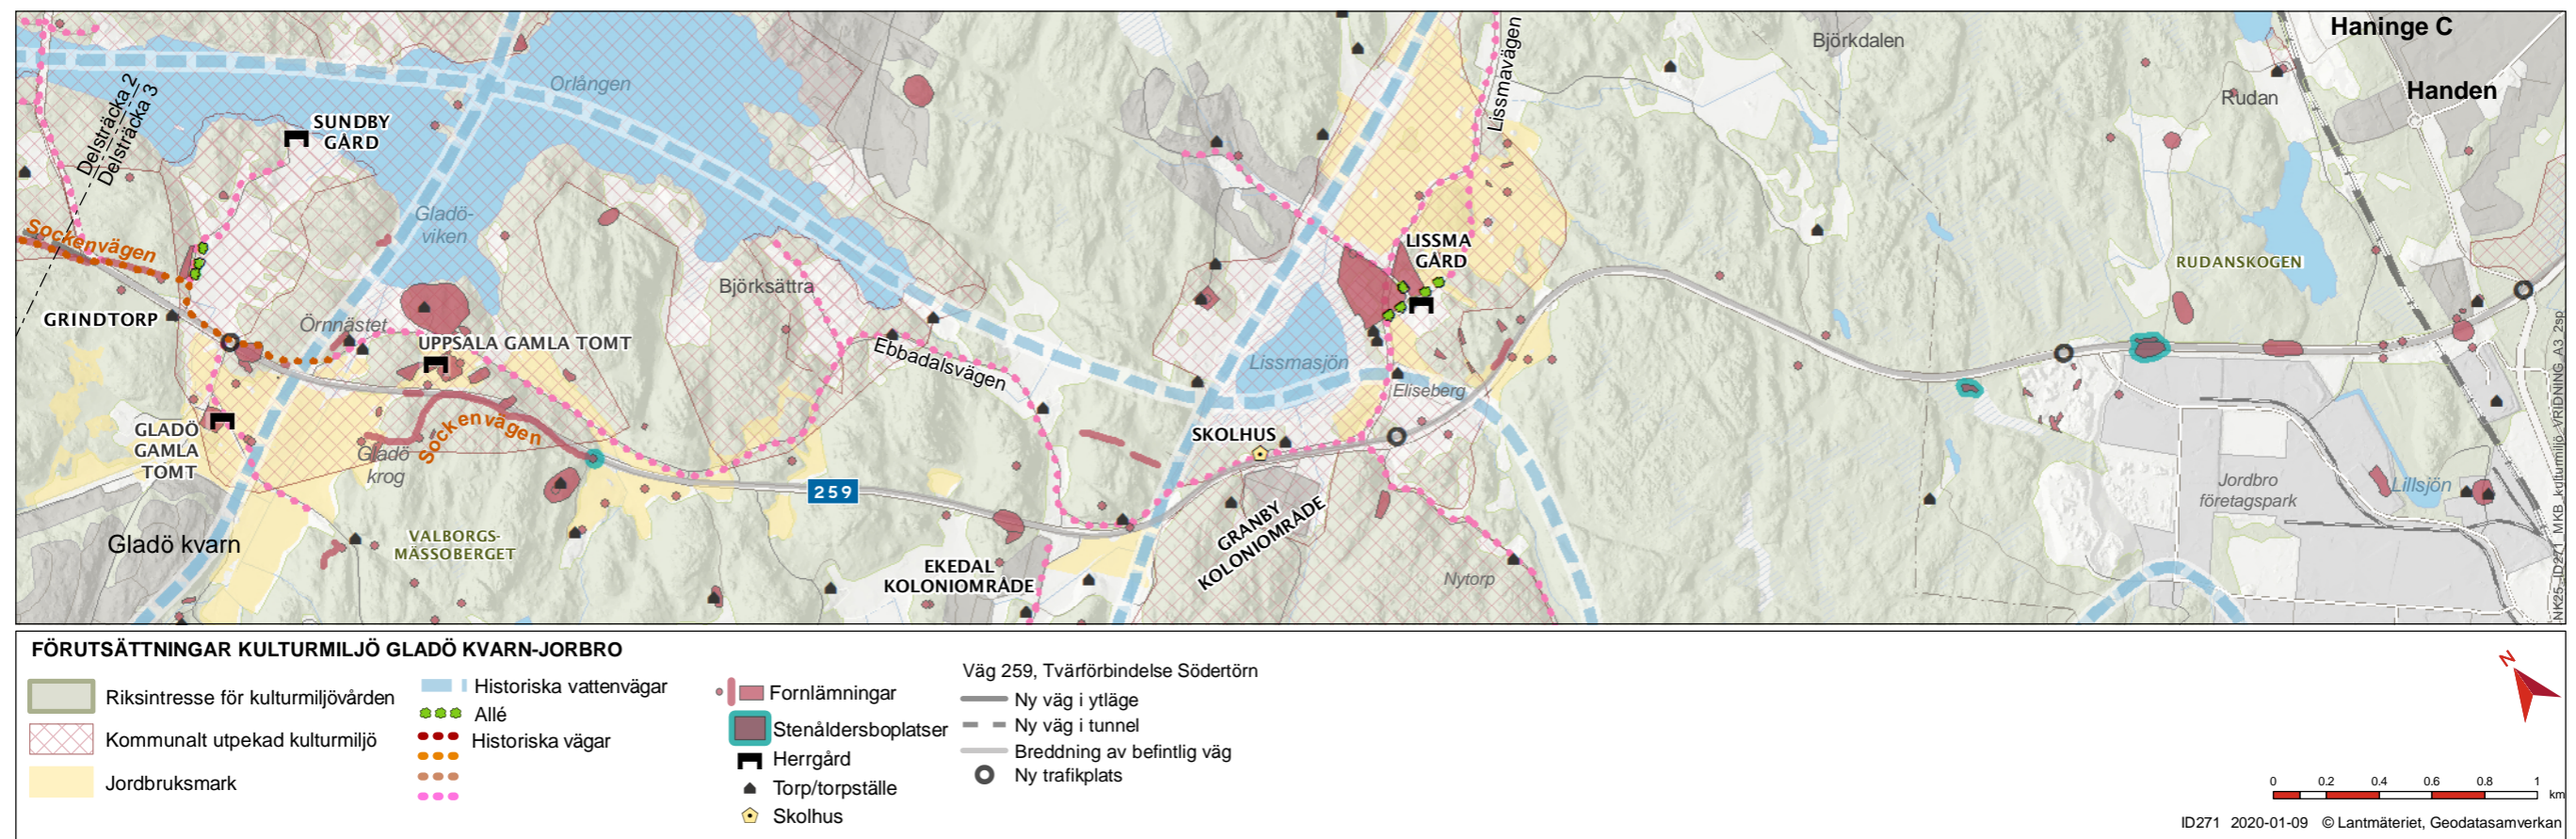 Haninge C
Björkdalen
Handen
Rudan
Orlången
Lissmavägen
Delsträcka 2
Delsträcka 3
SUNDBY
GÅRD
Gladö-
viken
Sockenvägen
LISSMA
GÅRD
RUDANSKOGEN
Björksättra
GRINDTORP
Örnnästet
UPPSALA GAMLA TOMT
Ebbadalsvägen
Lissmasjön
Eliseberg
GLADÖ
GAMLA
TOMT
Sockenvägen
Gladö
krog
SKOLHUS
259
Jordbro
företagspark
Lillsjön
Gladö kvarn
VALBORGS-
MÄSSOBERGET
GRANBY
KOLONIOMRÅDE
EKEDAL
KOLONIOMRÅDE
Nytorp
NK25_ID271_MKB_kulturmiljö_VRIDNING_A3_2sp
FÖRUTSÄTTNINGAR KULTURMILJÖ GLADÖ KVARN-JORBRO
Riksintresse för kulturmiljövården
Kommunalt utpekad kulturmiljö
Jordbruksmark
Historiska vattenvägar
Allé
Historiska vägar
Fornlämningar
Stenåldersboplatser
Herrgård
Torp/torpställe
Skolhus
Väg 259, Tvärförbindelse Södertörn
Ny väg i ytläge
Ny väg i tunnel
Breddning av befintlig väg
Ny trafikplats
N
0 0.2 0.4 0.6 0.8 1
km
ID271 2020-01-09 © Lantmäteriet, Geodatasamverkan